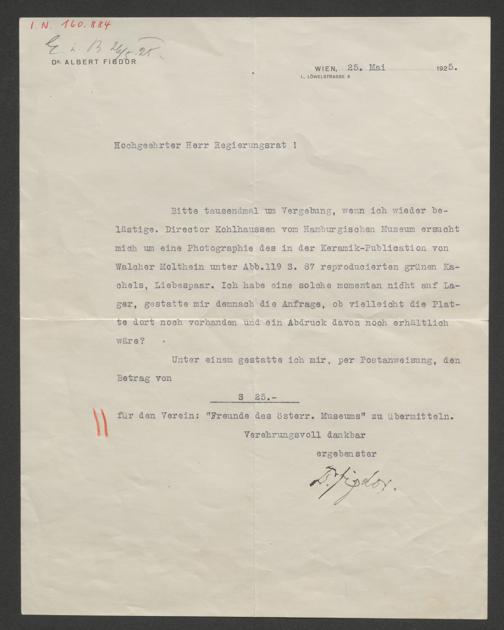 I.N. 160.884
E i B 26/5 25.
DR. ALBERT FIGDOR
WIEN, 25. Mai 1925.
I., LÖWELSTRASSE 8
Hochgeehrter Herr Regierungsrat !
Bitte tausendmal um Vergebung, wenn ich wieder be-
lästige. Director Kohlhaussen vom Hamburgischen Museum ersucht
mich um eine Photographie des in der Keramik-Publication von
Walcher Molthein unter Abb.119 S. 87 reproducierten grünen Ka-
chels, Liebespaar. Ich habe eine solche momentan nicht auf La-
ger, gestatte mir demnach die Anfrage, ob vielleicht die Plat-
te dort noch vorhanden und ein Abdruck davon noch erhältlich
wäre?
Unter einem gestatte ich mir, per Postanweisung, den
Betrag von
S 25.-
für den Verein: "Freunde des österr. Museums" zu übermitteln.
Verehrungsvoll dankbar
ergebenster
Dr. Figdor.